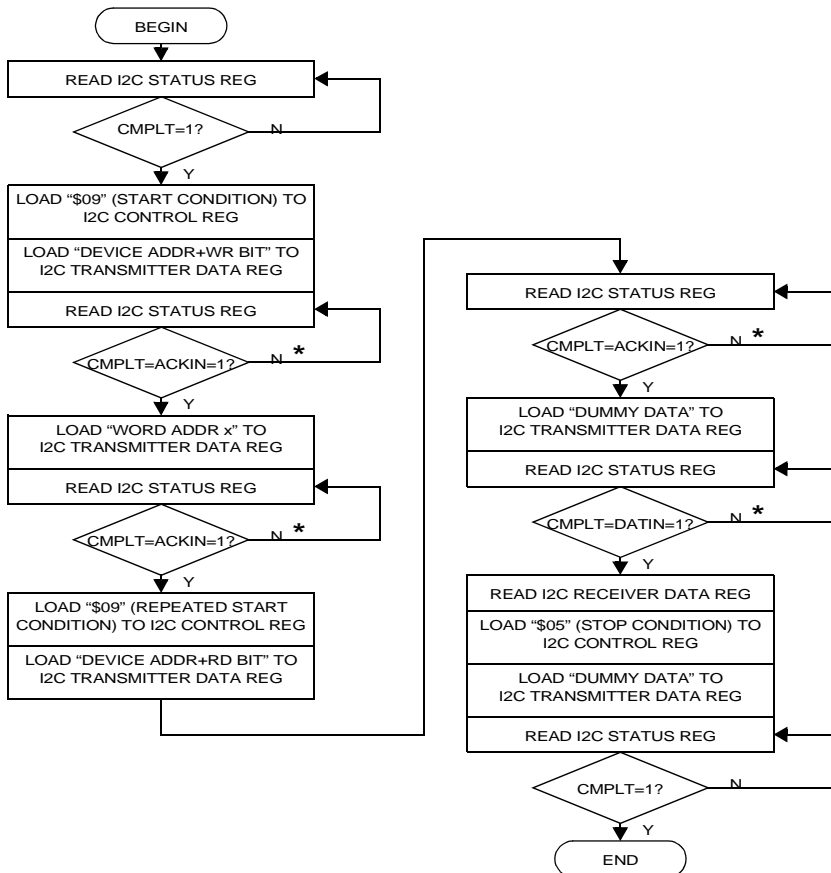 BEGIN
READ I2C STATUS REG
CMPLT=1?
N
Y
LOAD “$09” (START CONDITION) TO
I2C CONTROL REG
LOAD “DEVICE ADDR+WR BIT” TO
I2C TRANSMITTER DATA REG
READ I2C STATUS REG
CMPLT=ACKIN=1?
N *
Y
LOAD “WORD ADDR x” TO
I2C TRANSMITTER DATA REG
READ I2C STATUS REG
CMPLT=ACKIN=1?
N *
Y
LOAD “$09” (REPEATED START
CONDITION) TO I2C CONTROL REG
LOAD “DEVICE ADDR+RD BIT” TO
I2C TRANSMITTER DATA REG
READ I2C STATUS REG
CMPLT=ACKIN=1?
N *
Y
LOAD “DUMMY DATA” TO
I2C TRANSMITTER DATA REG
READ I2C STATUS REG
CMPLT=DATIN=1?
N *
Y
READ I2C RECEIVER DATA REG
LOAD “$05” (STOP CONDITION) TO
I2C CONTROL REG
LOAD “DUMMY DATA” TO
I2C TRANSMITTER DATA REG
READ I2C STATUS REG
CMPLT=1?
N
Y
END